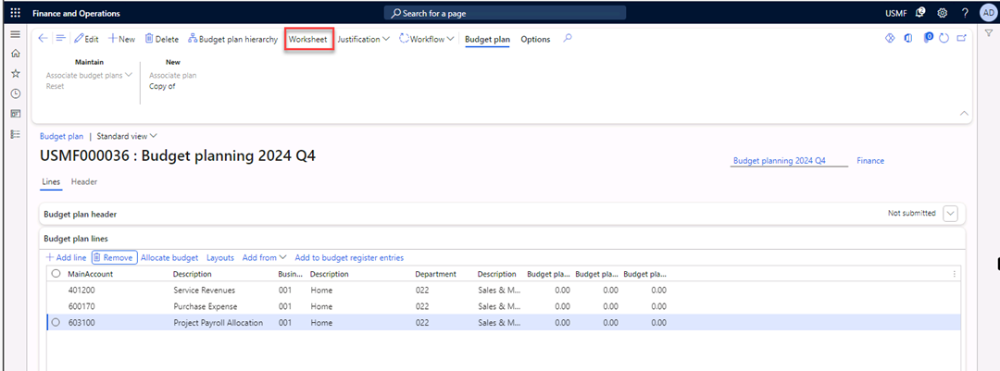 Finance and Operations
Search for a page
USMF
2
?
AD
Edit
New
Delete
Budget plan hierarchy
Worksheet
Justification
Workflow
Budget plan
Options
0
Maintain
New
Associate budget plans
Associate plan
Reset
Copy of
Budget plan | Standard view
USMF000036 : Budget planning 2024 Q4
Budget planning 2024 Q4
Finance
Lines
Header
Budget plan header
Not submitted
Budget plan lines
+ Add line
Remove
Allocate budget
Layouts
Add from
Add to budget register entries
MainAccount Description Busin... Description Department Description Budget pla... Budget pla... Budget pla...
401200 Service Revenues 001 Home 022 Sales & M... 0.00 0.00 0.00
600170 Purchase Expense 001 Home 022 Sales & M... 0.00 0.00 0.00
603100 Project Payroll Allocation 001 Home 022 Sales & M... 0.00 0.00 0.00